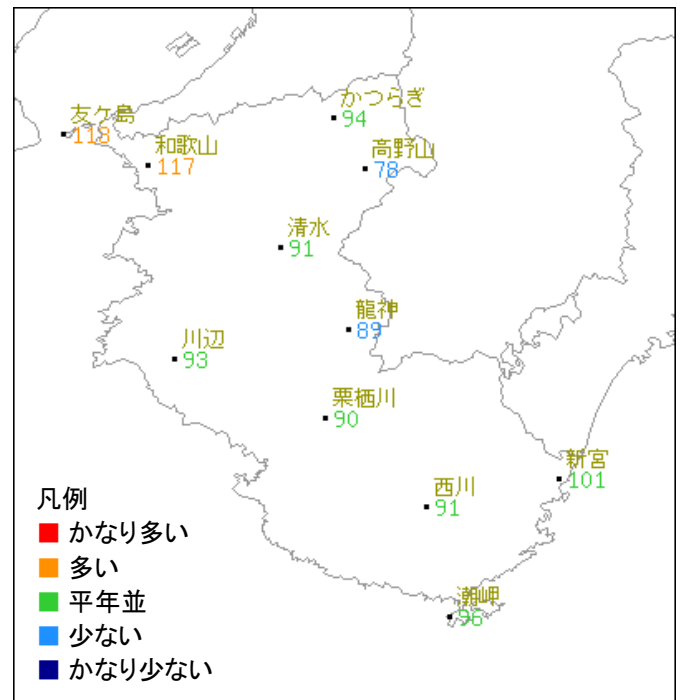 友ケ島
118
和歌山
117
かつらぎ
94
高野山
78
清水
91
龍神
89
川辺
93
栗栖川
90
新宮
101
西川
91
潮岬
96
凡例
かなり多い
多い
平年並
少ない
かなり少ない